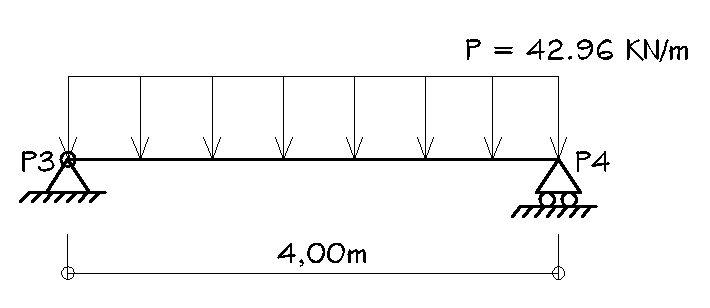 P = 42.96 KN/m
P3
P4
4,00m